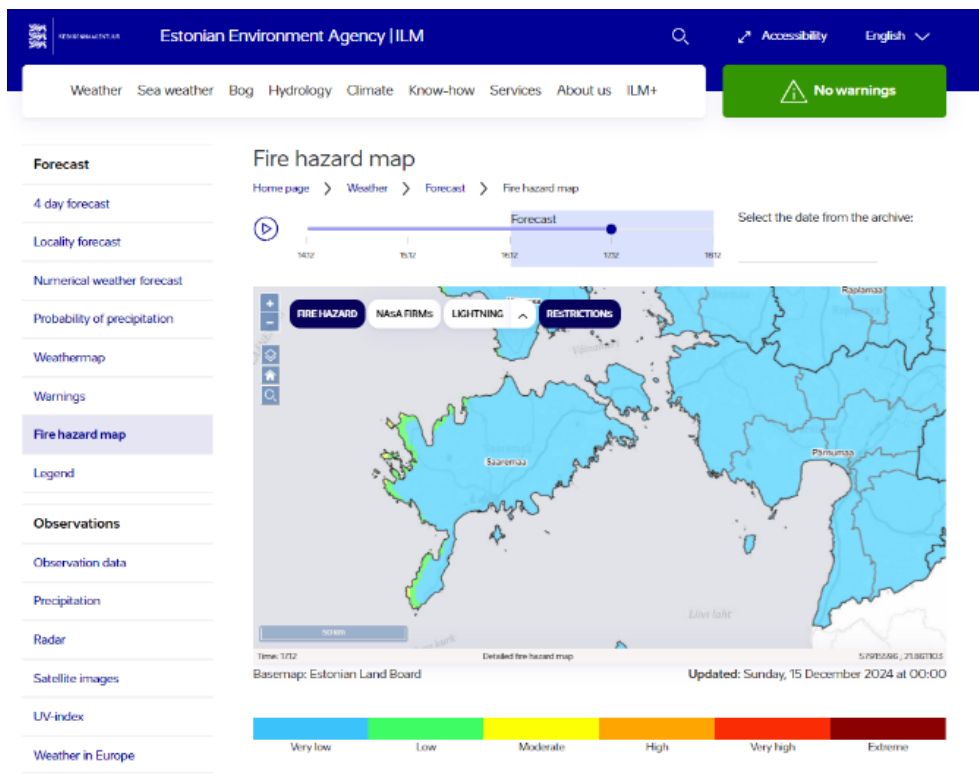 Estonian Environment Agency | ILM
Accessibility
English
Weather Sea weather Bog Hydrology Climate Know-how Services About us ILM+
No warnings
Forecast
4 day forecast
Locality forecast
Numerical weather forecast
Probability of precipitation
Weathermap
Warnings
Fire hazard map
Legend
Observations
Observation data
Precipitation
Radar
Satellite images
UV-index
Weather in Europe
Fire hazard map
Home page > Weather > Forecast > Fire hazard map
Forecast
14.12 15.12 16.12 17.12 18.12
Select the date from the archive:
+
−
FIRE HAZARD NASA FIRMS LIGHTNING RESTRICTIONS
Raplamaa
Saaremaa
Pärnumaa
Liivi laht
50 km
Time: 17.12
Detailed fire hazard map
Basemap: Estonian Land Board
Updated: Sunday, 15 December 2024 at 00:00
Very low Low Moderate High Very high Extreme